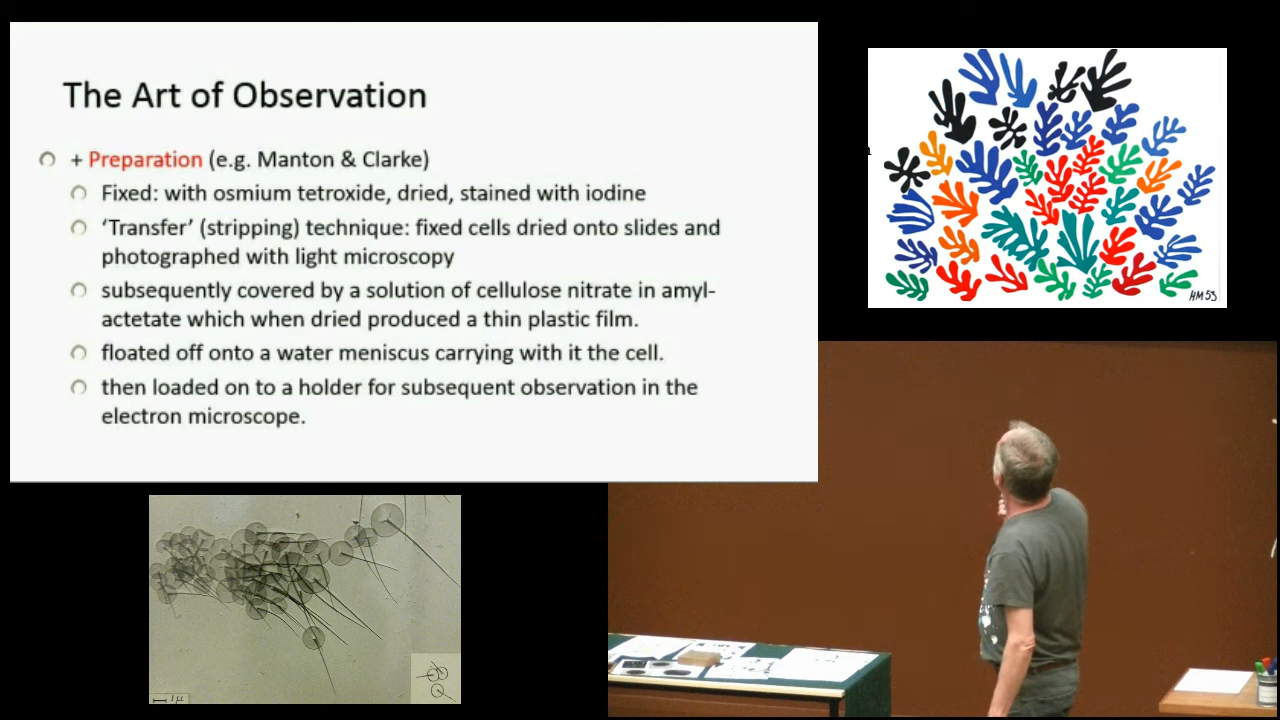 The Art of Observation
+ Preparation (e.g. Manton & Clarke)
Fixed: with osmium tetroxide, dried, stained with iodine
‘Transfer’ (stripping) technique: fixed cells dried onto slides and
photographed with light microscopy
subsequently covered by a solution of cellulose nitrate in amyl-
actetate which when dried produced a thin plastic film.
floated off onto a water meniscus carrying with it the cell.
then loaded on to a holder for subsequent observation in the
electron microscope.
HM 53
1 µ